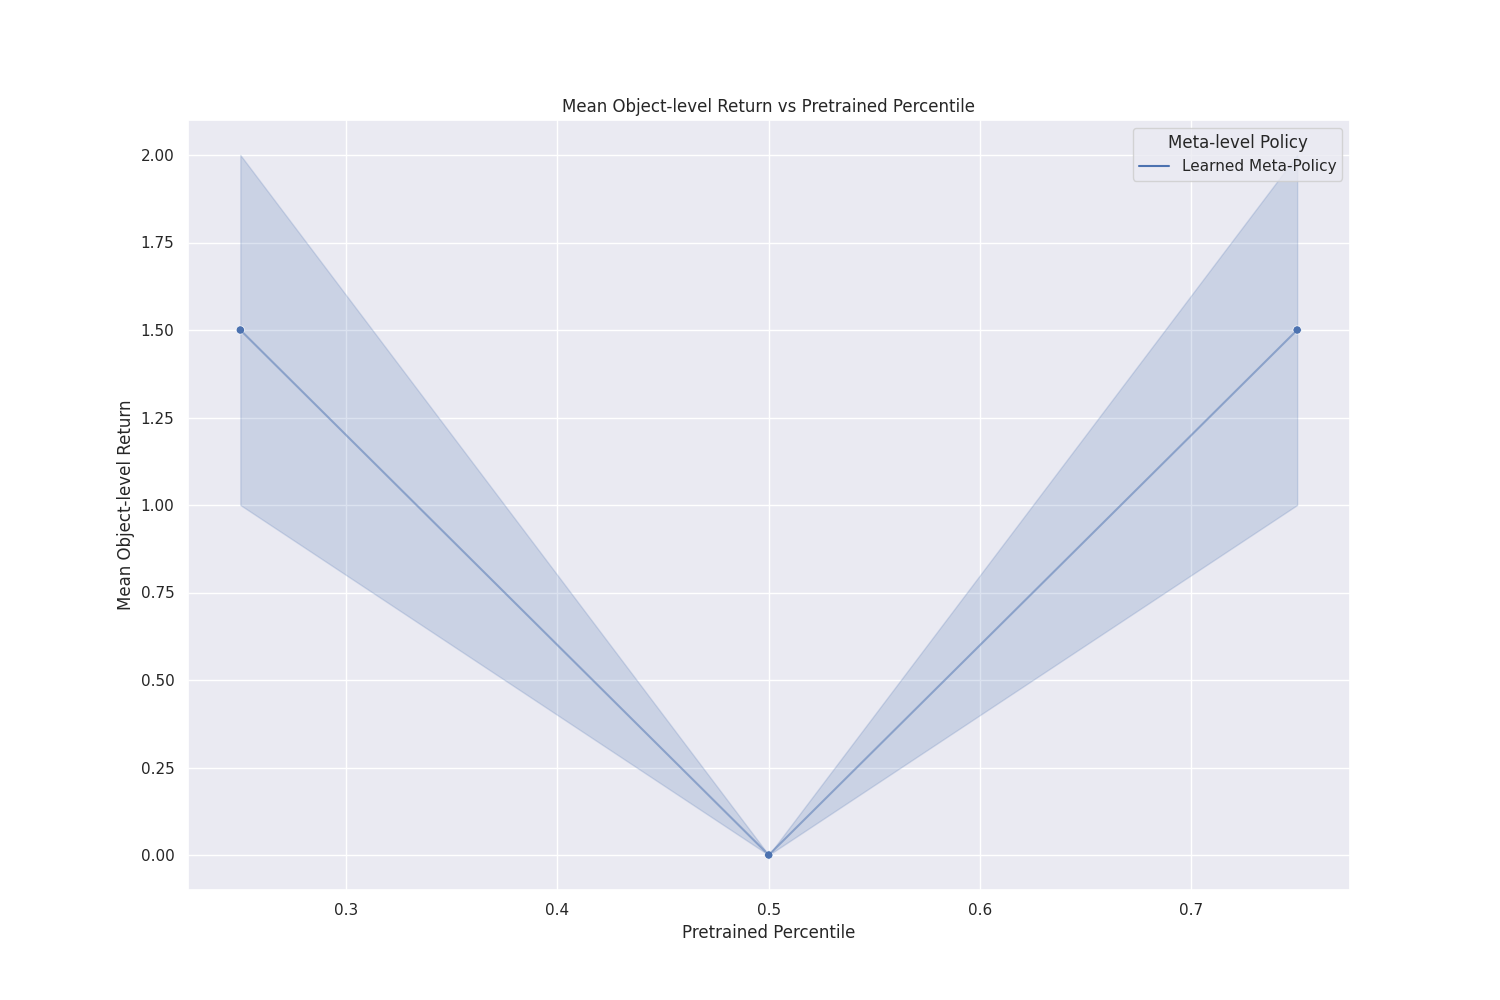 Mean Object-level Return vs Pretrained Percentile
Meta-level Policy
Learned Meta-Policy
Mean Object-level Return
2.00
1.75
1.50
1.25
1.00
0.75
0.50
0.25
0.00
0.3 0.4 0.5 0.6 0.7
Pretrained Percentile